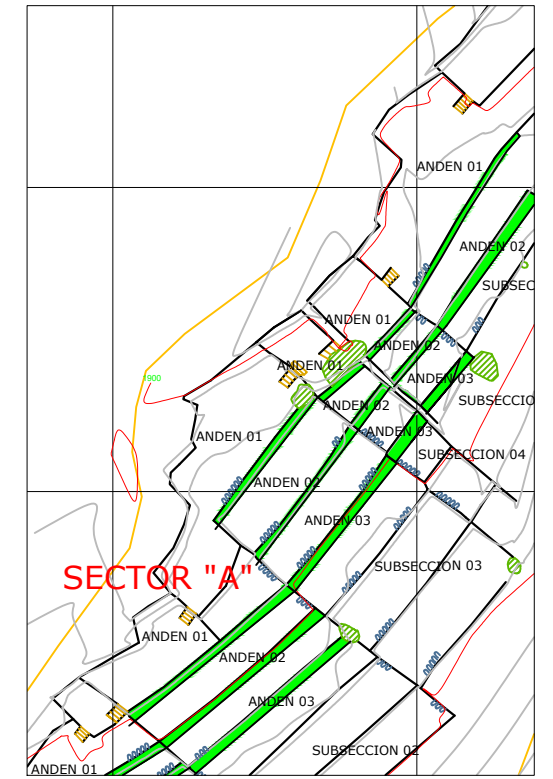 ANDEN 01
ANDEN 02
SUBSEC
ANDEN 01
ANDEN 02
ANDEN 01
ANDEN 03
SUBSECCIO
ANDEN 02
ANDEN 03
ANDEN 01
SUBSECCION 04
ANDEN 02
ANDEN 03
SUBSECCION 03
SECTOR "A"
ANDEN 01
ANDEN 02
ANDEN 03
SUBSECCION 02
ANDEN 01
1900